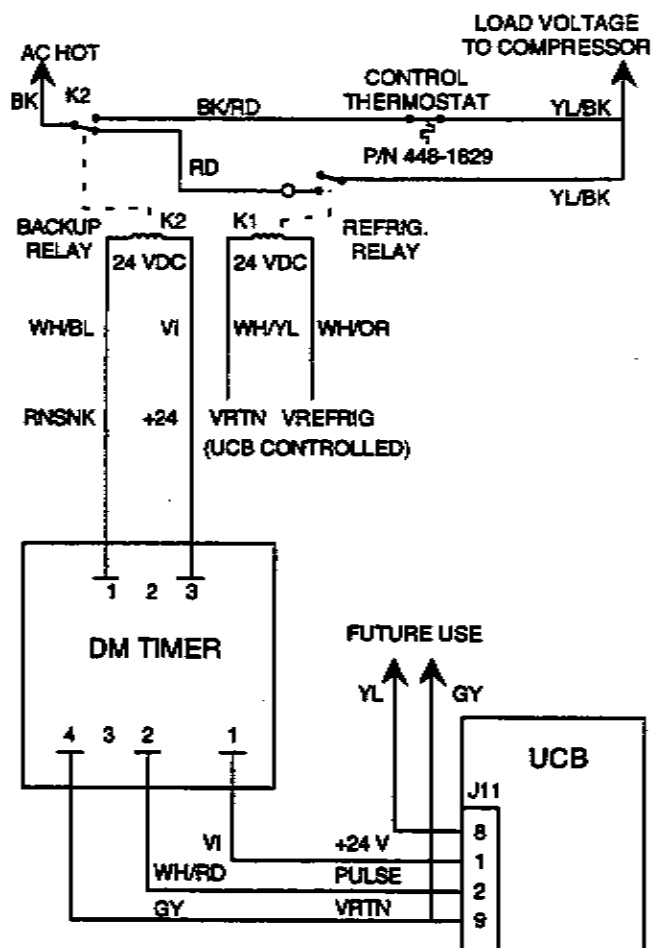 LOAD VOLTAGE
TO COMPRESSOR
AC HOT
BK
K2
BK/RD
CONTROL
THERMOSTAT
YL/BK
P/N 448-1629
RD
YL/BK
BACKUP
RELAY
K2
24 VDC
K1
24 VDC
REFRIG.
RELAY
WH/BL
VI
WH/YL
WH/OR
RNSNK
+24
VRTN
VREFRIG
(UCB CONTROLLED)
1 2 3
DM TIMER
4 3 2 1
FUTURE USE
YL
GY
UCB
J11
8
VI
+24 V
1
WH/RD
PULSE
2
GY
VRTN
9